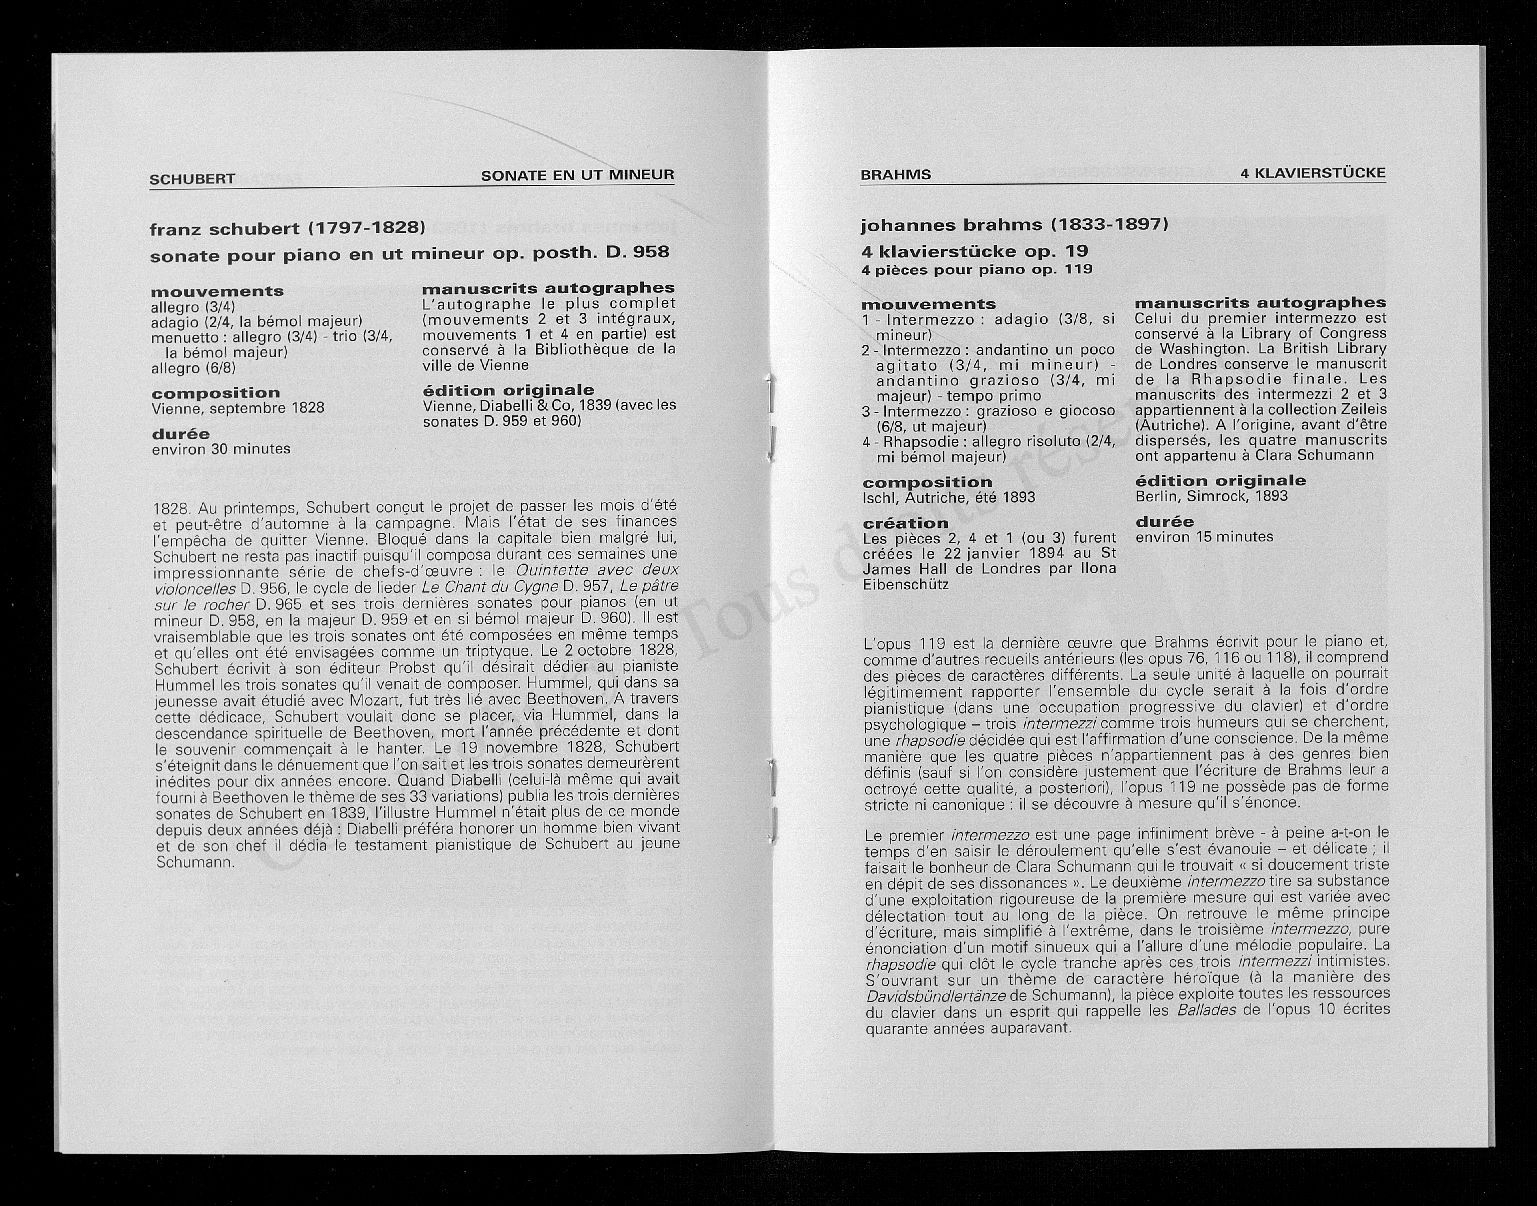 SCHUBERT SONATE EN UT MINEUR
franz schubert (1797-1828)
sonate pour piano en ut mineur op. posth. D. 958
mouvements
allegro (3/4)
adagio (2/4, la bémol majeur)
menuetto : allegro (3/4) - trio (3/4,
la bémol majeur)
allegro (6/8)
composition
Vienne, septembre 1828
durée
environ 30 minutes
manuscrits autographes
L'autographe le plus complet
(mouvements 2 et 3 intégraux,
mouvements 1 et 4 en partie) est
conservé à la Bibliothèque de la
ville de Vienne
édition originale
Vienne, Diabelli & Co, 1839 (avec les
sonates D. 959 et 960)
1828. Au printemps, Schubert conçut le projet de passer les mois d'été
et peut-être d'automne à la campagne. Mais l'état de ses finances
l'empêcha de quitter Vienne. Bloqué dans la capitale bien malgré lui,
Schubert ne resta pas inactif puisqu'il composa durant ces semaines une
impressionnante série de chefs-d'œuvre : le Quintette avec deux
violoncelles D. 956, le cycle de lieder Le Chant du Cygne D. 957, Le pâtre
sur le rocher D. 965 et ses trois dernières sonates pour pianos (en ut
mineur D. 958, en la majeur D. 959 et en si bémol majeur D. 960). Il est
vraisemblable que les trois sonates ont été composées en même temps
et qu'elles ont été envisagées comme un triptyque. Le 2 octobre 1828,
Schubert écrivit à son éditeur Probst qu'il désirait dédier au pianiste
Hummel les trois sonates qu'il venait de composer. Hummel, qui dans sa
jeunesse avait étudié avec Mozart, fut très lié avec Beethoven. A travers
cette dédicace, Schubert voulait donc se placer, via Hummel, dans la
descendance spirituelle de Beethoven, mort l'année précédente et dont
le souvenir commençait à le hanter. Le 19 novembre 1828, Schubert
s'éteignit dans le dénuement que l'on sait et les trois sonates demeurèrent
inédites pour dix années encore. Quand Diabelli (celui-là même qui avait
fourni à Beethoven le thème de ses 33 variations) publia les trois dernières
sonates de Schubert en 1839, l'illustre Hummel n'était plus de ce monde
depuis deux années déjà : Diabelli préféra honorer un homme bien vivant
et de son chef il dédia le testament pianistique de Schubert au jeune
Schumann.
BRAHMS 4 KLAVIERSTÜCKE
johannes brahms (1833-1897)
4 klavierstücke op. 19
4 pièces pour piano op. 119
mouvements
1 - Intermezzo : adagio (3/8, si
mineur)
2 - Intermezzo : andantino un poco
agitato (3/4, mi mineur) -
andantino grazioso (3/4, mi
majeur) - tempo primo
3 - Intermezzo : grazioso e giocoso
(6/8, ut majeur)
4 - Rhapsodie : allegro risoluto (2/4,
mi bémol majeur)
composition
Ischl, Autriche, été 1893
création
Les pièces 2, 4 et 1 (ou 3) furent
créées le 22 janvier 1894 au St
James Hall de Londres par Ilona
Eibenschütz
manuscrits autographes
Celui du premier intermezzo est
conservé à la Library of Congress
de Washington. La British Library
de Londres conserve le manuscrit
de la Rhapsodie finale. Les
manuscrits des intermezzi 2 et 3
appartiennent à la collection Zeileis
(Autriche). A l'origine, avant d'être
dispersés, les quatre manuscrits
ont appartenu à Clara Schumann
édition originale
Berlin, Simrock, 1893
durée
environ 15 minutes
L'opus 119 est la dernière œuvre que Brahms écrivit pour le piano et,
comme d'autres recueils antérieurs (les opus 76, 116 ou 118), il comprend
des pièces de caractères différents. La seule unité à laquelle on pourrait
légitimement rapporter l'ensemble du cycle serait à la fois d'ordre
pianistique (dans une occupation progressive du clavier) et d'ordre
psychologique – trois intermezzi comme trois humeurs qui se cherchent,
une rhapsodie décidée qui est l'affirmation d'une conscience. De la même
manière que les quatre pièces n'appartiennent pas à des genres bien
définis (sauf si l'on considère justement que l'écriture de Brahms leur a
octroyé cette qualité, a posteriori), l'opus 119 ne possède pas de forme
stricte ni canonique : il se découvre à mesure qu'il s'énonce.
Le premier intermezzo est une page infiniment brève - à peine a-t-on le
temps d'en saisir le déroulement qu'elle s'est évanouie – et délicate ; il
faisait le bonheur de Clara Schumann qui le trouvait « si doucement triste
en dépit de ses dissonances ». Le deuxième intermezzo tire sa substance
d'une exploitation rigoureuse de la première mesure qui est variée avec
délectation tout au long de la pièce. On retrouve le même principe
d'écriture, mais simplifié à l'extrême, dans le troisième intermezzo, pure
énonciation d'un motif sinueux qui a l'allure d'une mélodie populaire. La
rhapsodie qui clôt le cycle tranche après ces trois intermezzi intimistes.
S'ouvrant sur un thème de caractère héroïque (à la manière des
Davidsbündlertänze de Schumann), la pièce exploite toutes les ressources
du clavier dans un esprit qui rappelle les Ballades de l'opus 10 écrites
quarante années auparavant.